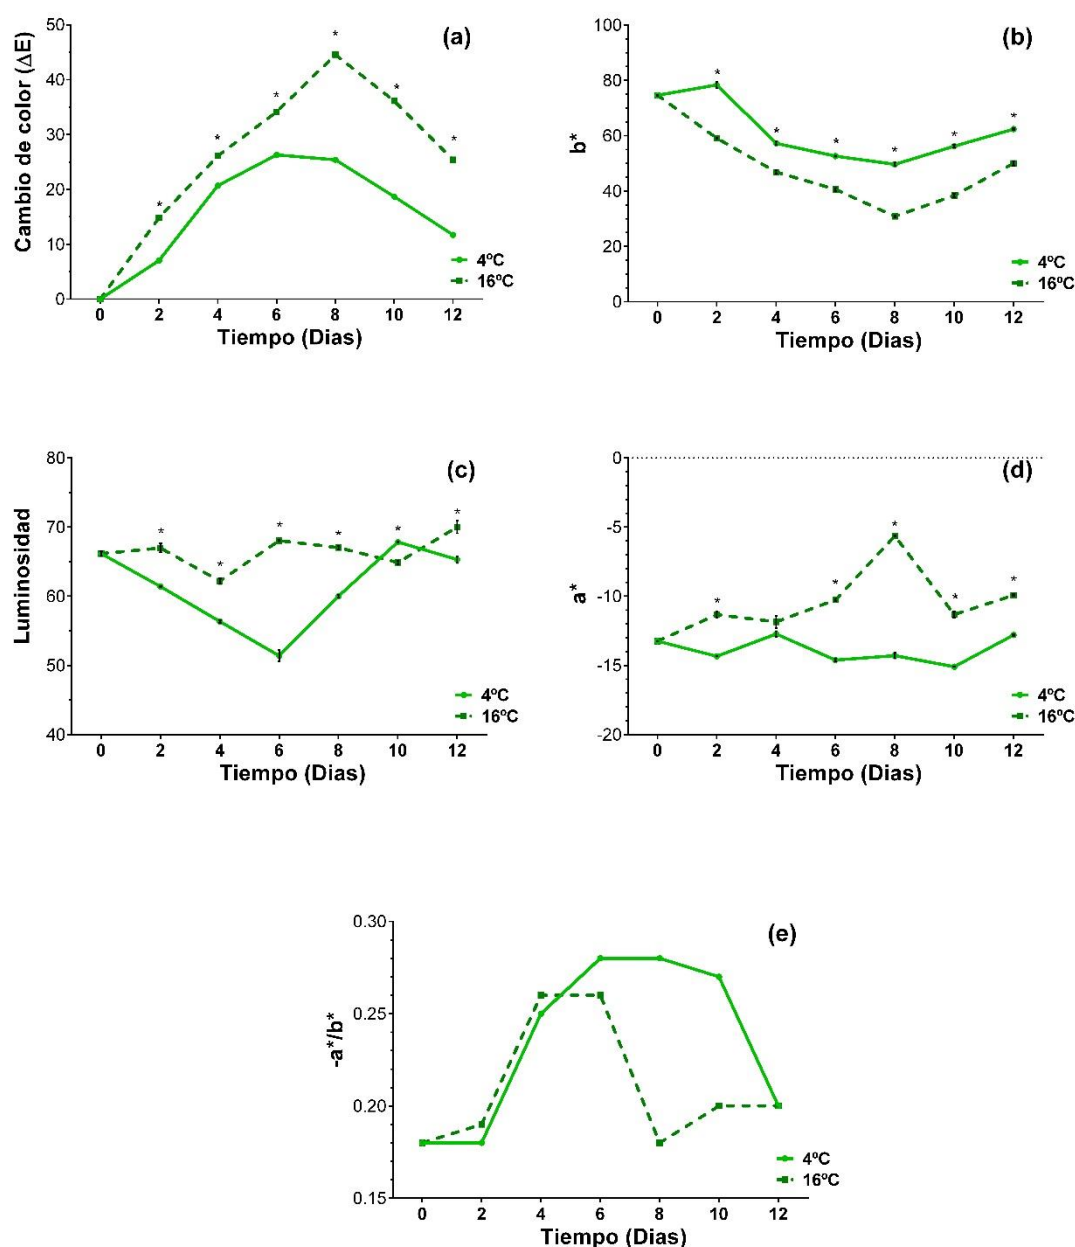 (a)
Cambio de color (ΔE)
50
40
30
20
10
0
* * * * * *
4ºC
16ºC
0 2 4 6 8 10 12
Tiempo (Dias)
(b)
b*
100
80
60
40
20
0
* * * * * *
4ºC
16ºC
0 2 4 6 8 10 12
Tiempo (Dias)
(c)
Luminosidad
80
70
60
50
40
* * * * * *
4ºC
16ºC
0 2 4 6 8 10 12
Tiempo (Dias)
(d)
a*
0
-5
-10
-15
-20
* * * * *
4ºC
16ºC
0 2 4 6 8 10 12
Tiempo (Dias)
(e)
-a*/b*
0.30
0.25
0.20
0.15
4ºC
16ºC
0 2 4 6 8 10 12
Tiempo (Dias)